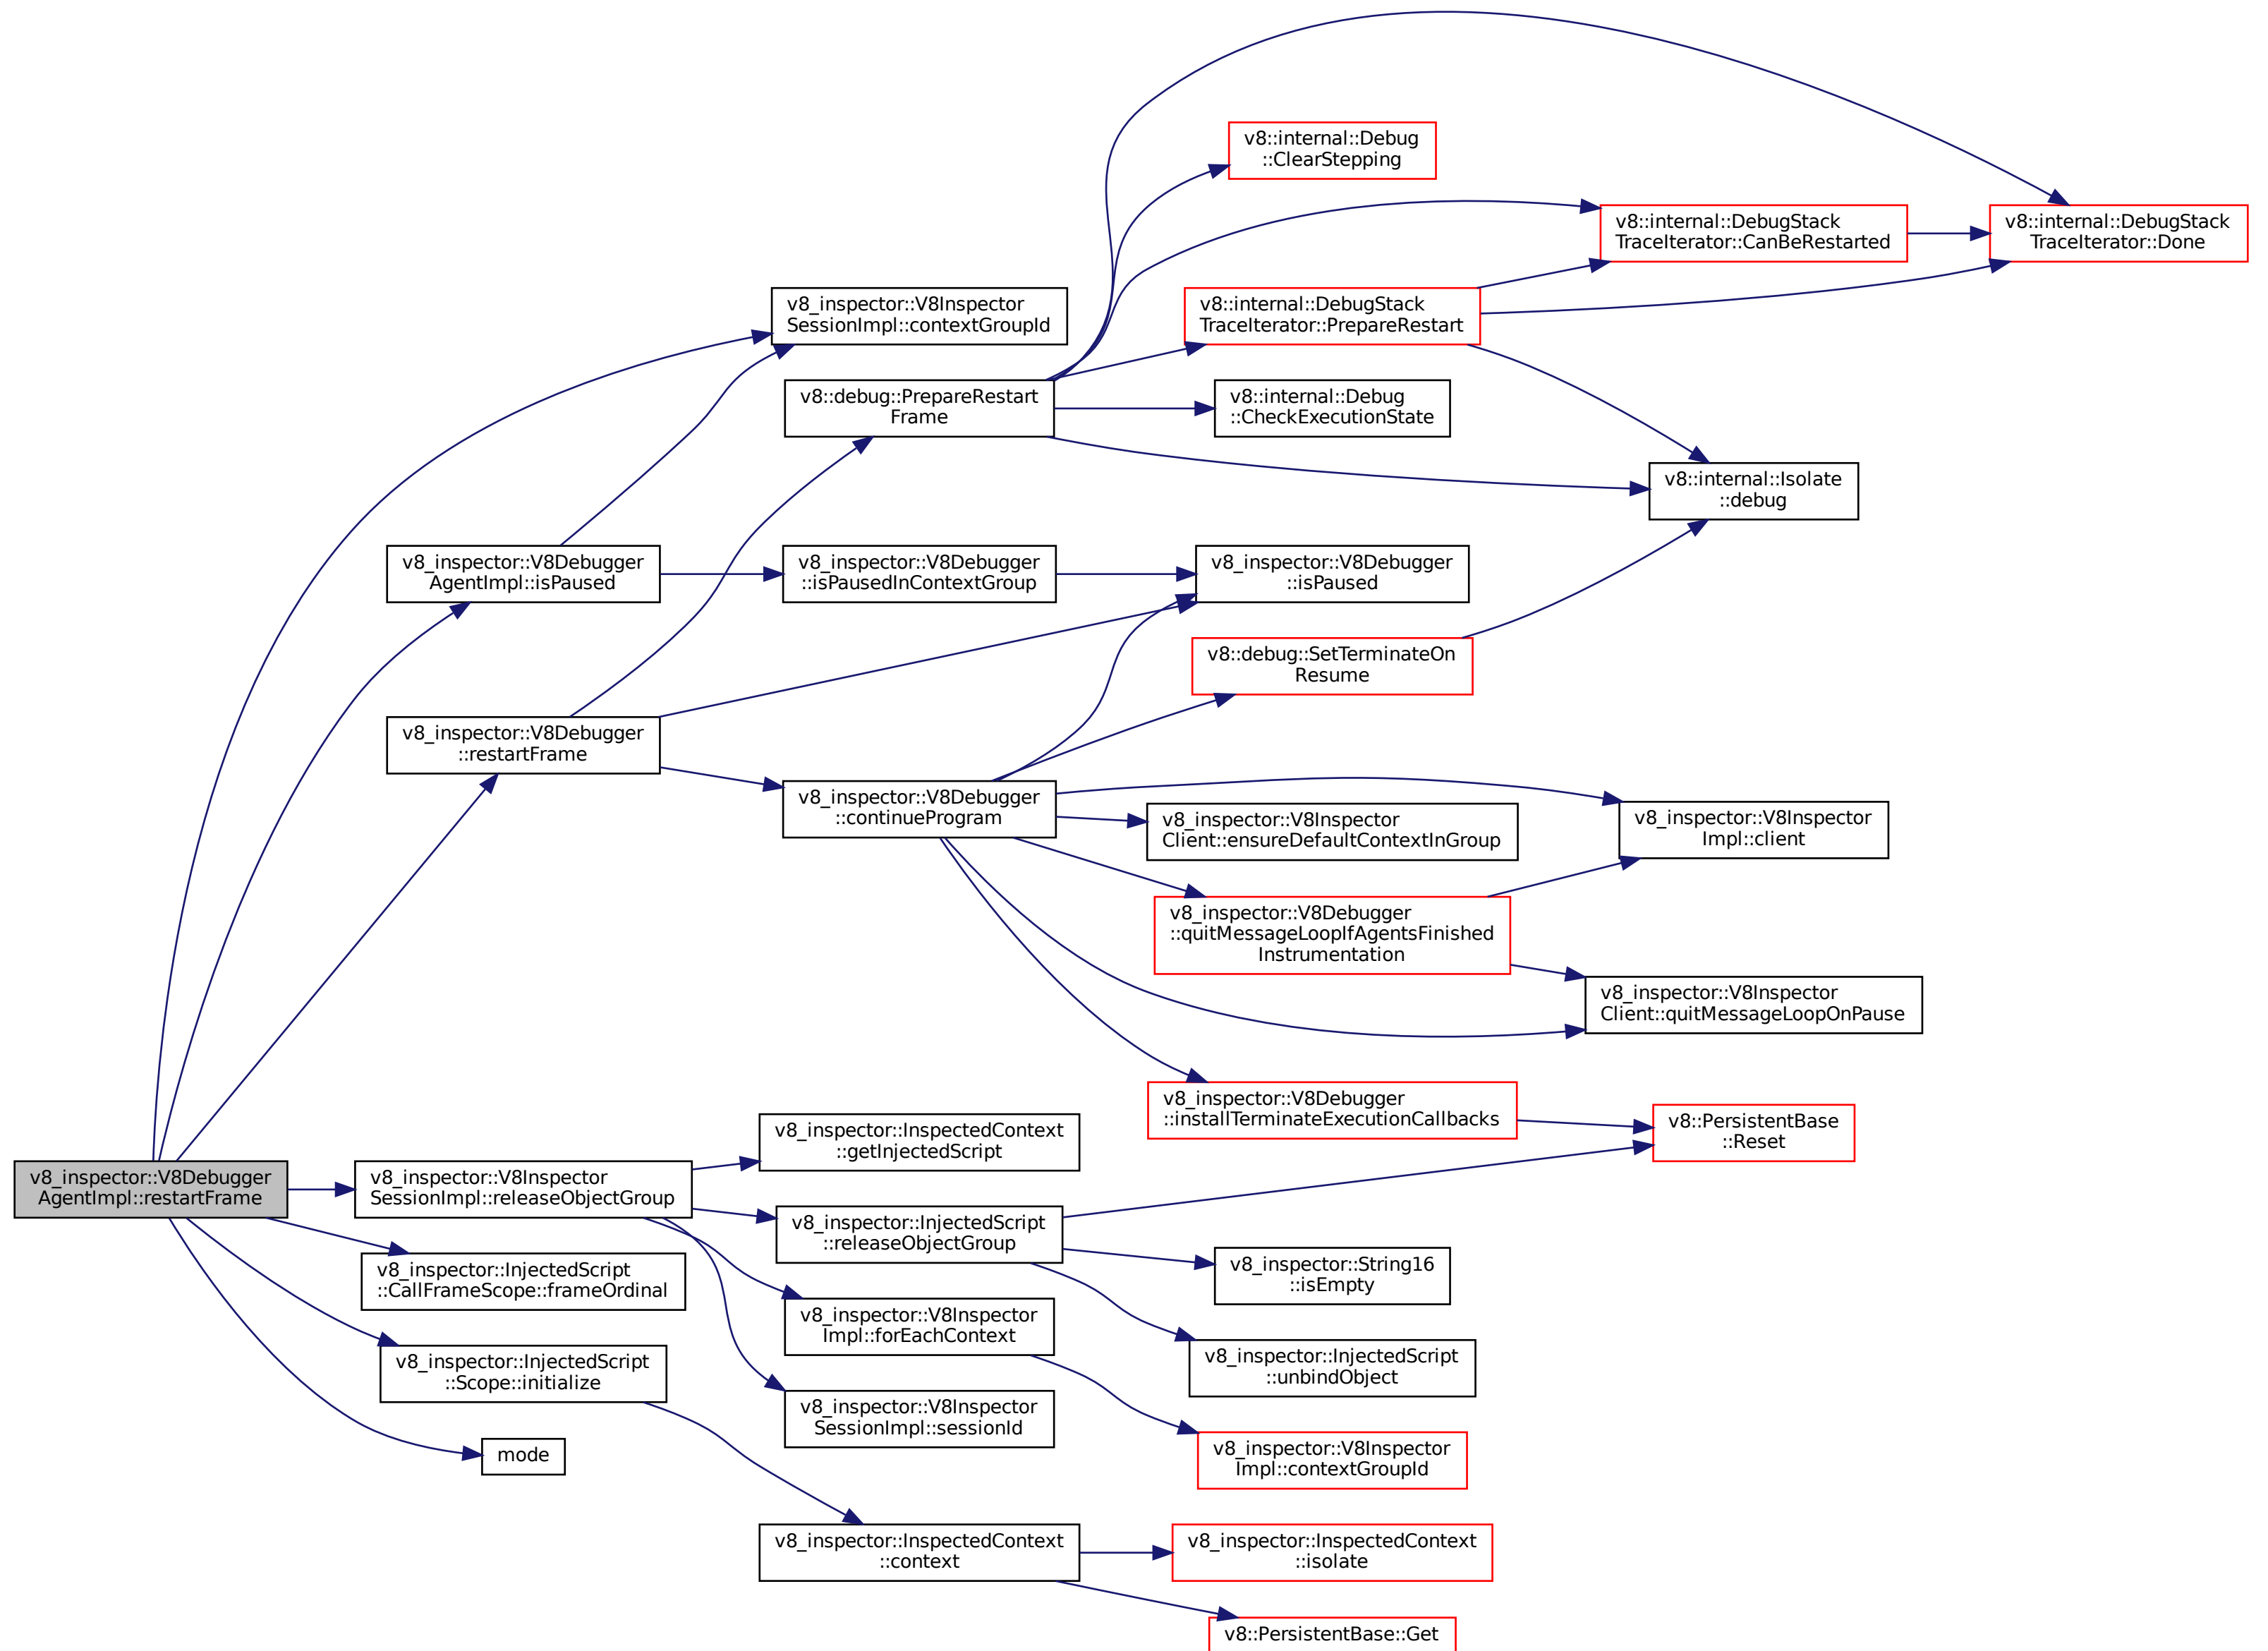 v8::internal::Debug
::ClearStepping
v8::internal::DebugStack
TraceIterator::CanBeRestarted
v8::internal::DebugStack
TraceIterator::Done
v8_inspector::V8Inspector
SessionImpl::contextGroupId
v8::internal::DebugStack
TraceIterator::PrepareRestart
v8::debug::PrepareRestart
Frame
v8::internal::Debug
::CheckExecutionState
v8::internal::Isolate
::debug
v8_inspector::V8Debugger
AgentImpl::isPaused
v8_inspector::V8Debugger
::isPausedInContextGroup
v8_inspector::V8Debugger
::isPaused
v8::debug::SetTerminateOn
Resume
v8_inspector::V8Debugger
::restartFrame
v8_inspector::V8Debugger
::continueProgram
v8_inspector::V8Inspector
Client::ensureDefaultContextInGroup
v8_inspector::V8Inspector
Impl::client
v8_inspector::V8Debugger
::quitMessageLoopIfAgentsFinished
Instrumentation
v8_inspector::V8Inspector
Client::quitMessageLoopOnPause
v8_inspector::V8Debugger
::installTerminateExecutionCallbacks
v8::PersistentBase
::Reset
v8_inspector::InspectedContext
::getInjectedScript
v8_inspector::V8Debugger
AgentImpl::restartFrame
v8_inspector::V8Inspector
SessionImpl::releaseObjectGroup
v8_inspector::InjectedScript
::releaseObjectGroup
v8_inspector::String16
::isEmpty
v8_inspector::InjectedScript
::CallFrameScope::frameOrdinal
v8_inspector::V8Inspector
Impl::forEachContext
v8_inspector::InjectedScript
::unbindObject
v8_inspector::InjectedScript
::Scope::initialize
v8_inspector::V8Inspector
SessionImpl::sessionId
v8_inspector::V8Inspector
Impl::contextGroupId
mode
v8_inspector::InspectedContext
::context
v8_inspector::InspectedContext
::isolate
v8::PersistentBase::Get